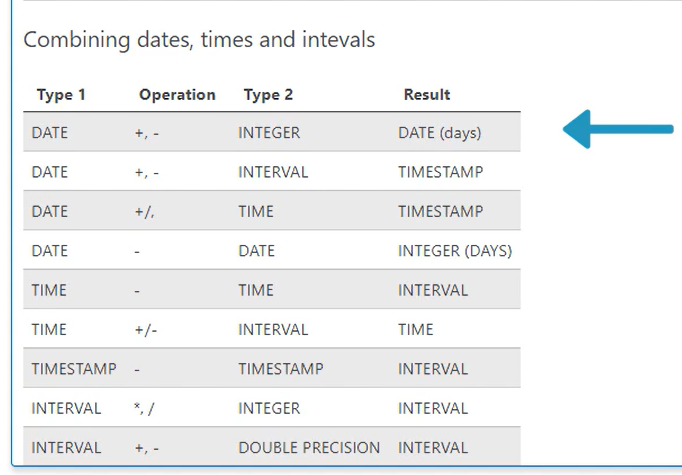 Combining dates, times and intevals
Type 1 Operation Type 2 Result
DATE +, - INTEGER DATE (days)
DATE +, - INTERVAL TIMESTAMP
DATE +/, TIME TIMESTAMP
DATE - DATE INTEGER (DAYS)
TIME - TIME INTERVAL
TIME +/- INTERVAL TIME
TIMESTAMP - TIMESTAMP INTERVAL
INTERVAL *, / INTEGER INTERVAL
INTERVAL +, - DOUBLE PRECISION INTERVAL